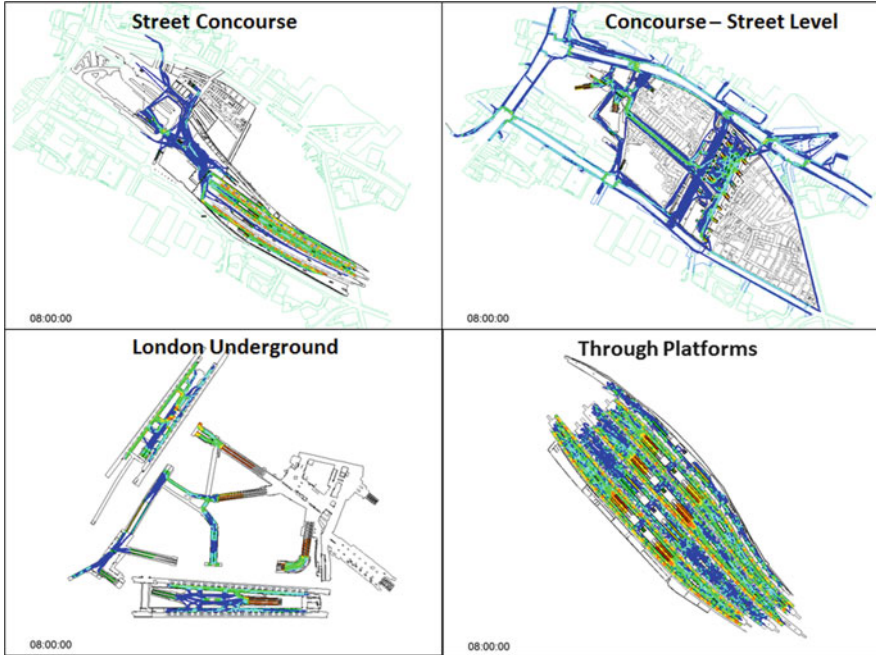 Street Concourse
Concourse – Street Level
08:00:00
08:00:00
London Underground
Through Platforms
08:00:00
08:00:00